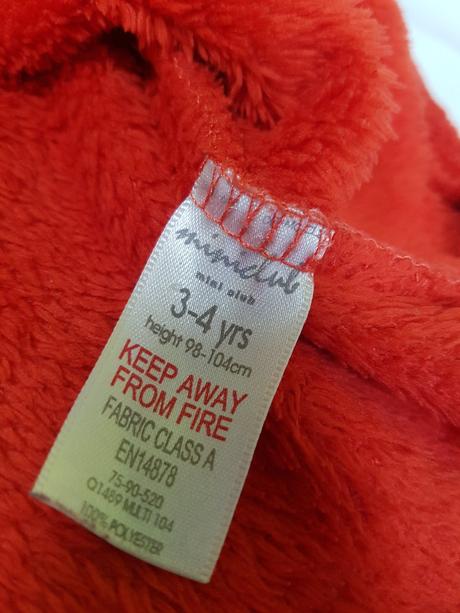 miniclub
mini club
3-4 yrs
height 98-104cm
KEEP AWAY
FROM FIRE
FABRIC CLASS A
EN14878
75-90-520
Q1489 MULTI 104
100% POLYESTER